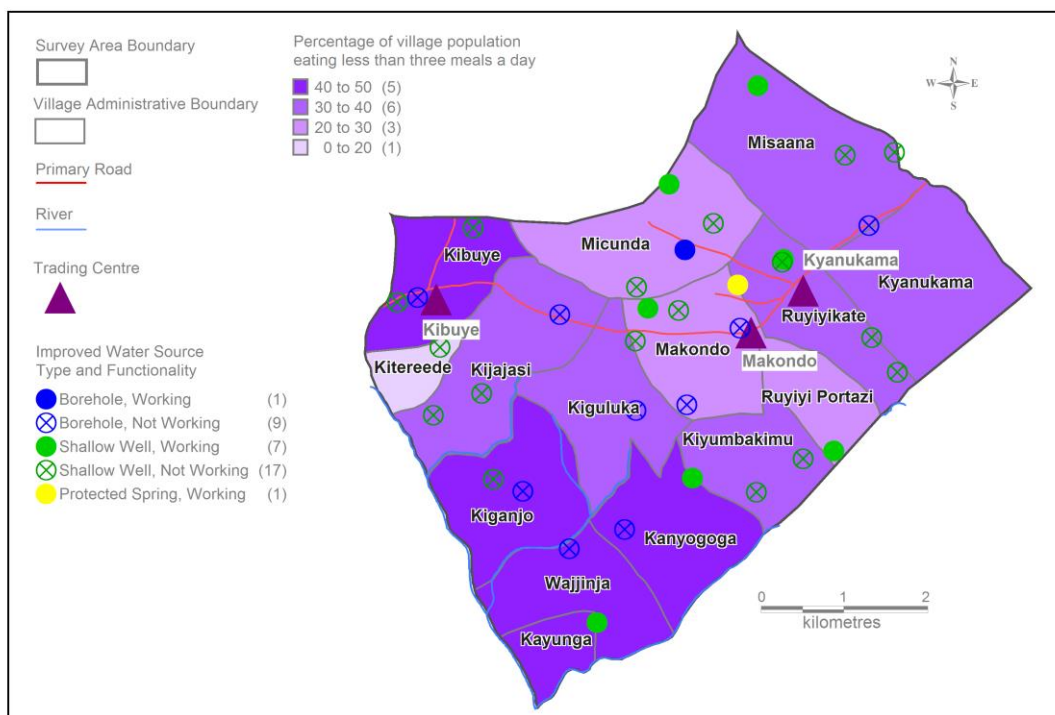 Survey Area Boundary
Village Administrative Boundary
Primary Road
River
Trading Centre
Improved Water Source
Type and Functionality
Borehole, Working (1)
Borehole, Not Working (9)
Shallow Well, Working (7)
Shallow Well, Not Working (17)
Protected Spring, Working (1)
Percentage of village population
eating less than three meals a day
40 to 50 (5)
30 to 40 (6)
20 to 30 (3)
0 to 20 (1)
N
W E
S
Misaana
Micunda
Kibuye
Kyanukama
Kyanukama
Ruyiyikate
Kibuye
Makondo
Makondo
Kitereede
Kijajasi
Kiguluka
Ruyiyi Portazi
Kiyumbakimu
Kiganjo
Kanyogoga
Wajjinja
Kayunga
0 1 2
kilometres